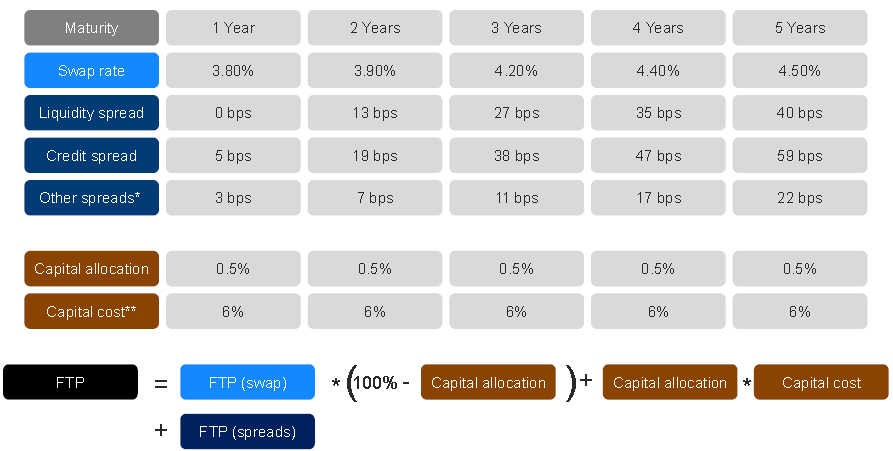 Maturity 1 Year 2 Years 3 Years 4 Years 5 Years
Swap rate 3.80% 3.90% 4.20% 4.40% 4.50%
Liquidity spread 0 bps 13 bps 27 bps 35 bps 40 bps
Credit spread 5 bps 19 bps 38 bps 47 bps 59 bps
Other spreads* 3 bps 7 bps 11 bps 17 bps 22 bps
Capital allocation 0.5% 0.5% 0.5% 0.5% 0.5%
Capital cost** 6% 6% 6% 6% 6%
FTP = FTP (swap) * (100% - Capital allocation ) + Capital allocation * Capital cost
+ FTP (spreads)